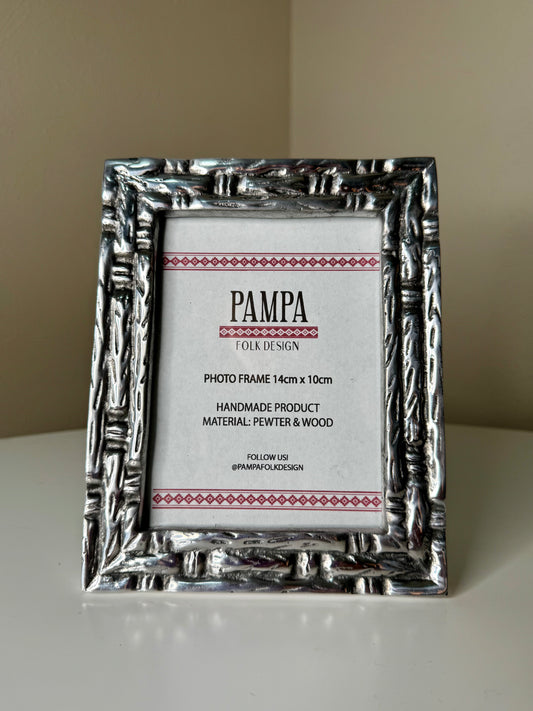 PAMPA
FOLK DESIGN
PHOTO FRAME 14cm x 10cm
HANDMADE PRODUCT
MATERIAL: PEWTER & WOOD
FOLLOW US!
@PAMPAFOLKDESIGN